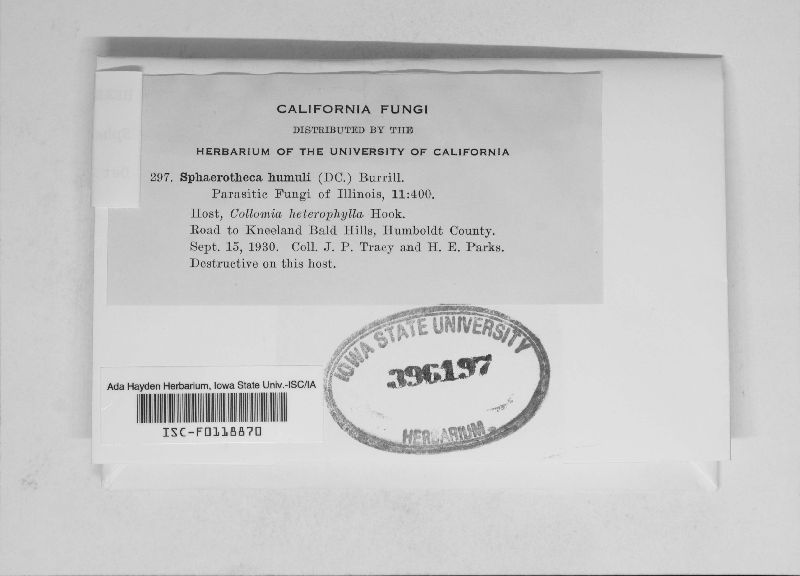 CALIFORNIA FUNGI
DISTRIBUTED BY THE
HERBARIUM OF THE UNIVERSITY OF CALIFORNIA
297. Sphaerotheca humuli (DC.) Burrill.
Parasitic Fungi of Illinois, 11:400.
Host, Collomia heterophylla Hook.
Road to Kneeland Bald Hills, Humboldt County.
Sept. 15, 1930. Coll. J. P. Tracy and H. E. Parks.
Destructive on this host.
IOWA STATE UNIVERSITY
396197
HERBARIUM
Ada Hayden Herbarium, Iowa State Univ.-ISC/IA
ISC-F0118870